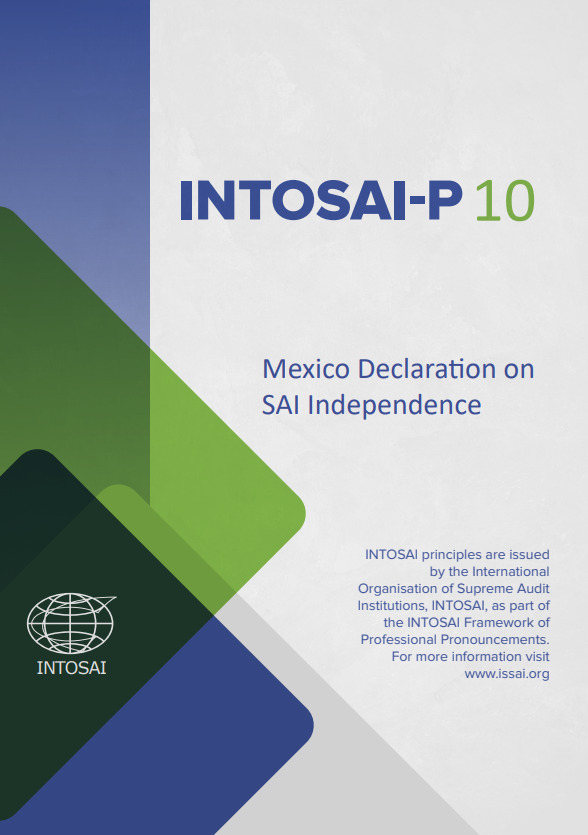 INTOSAI-P 10
Mexico Declaration on
SAI Independence
INTOSAI principles are issued
by the International
Organisation of Supreme Audit
Institutions, INTOSAI, as part of
the INTOSAI Framework of
Professional Pronouncements.
For more information visit
www.issai.org
INTOSAI